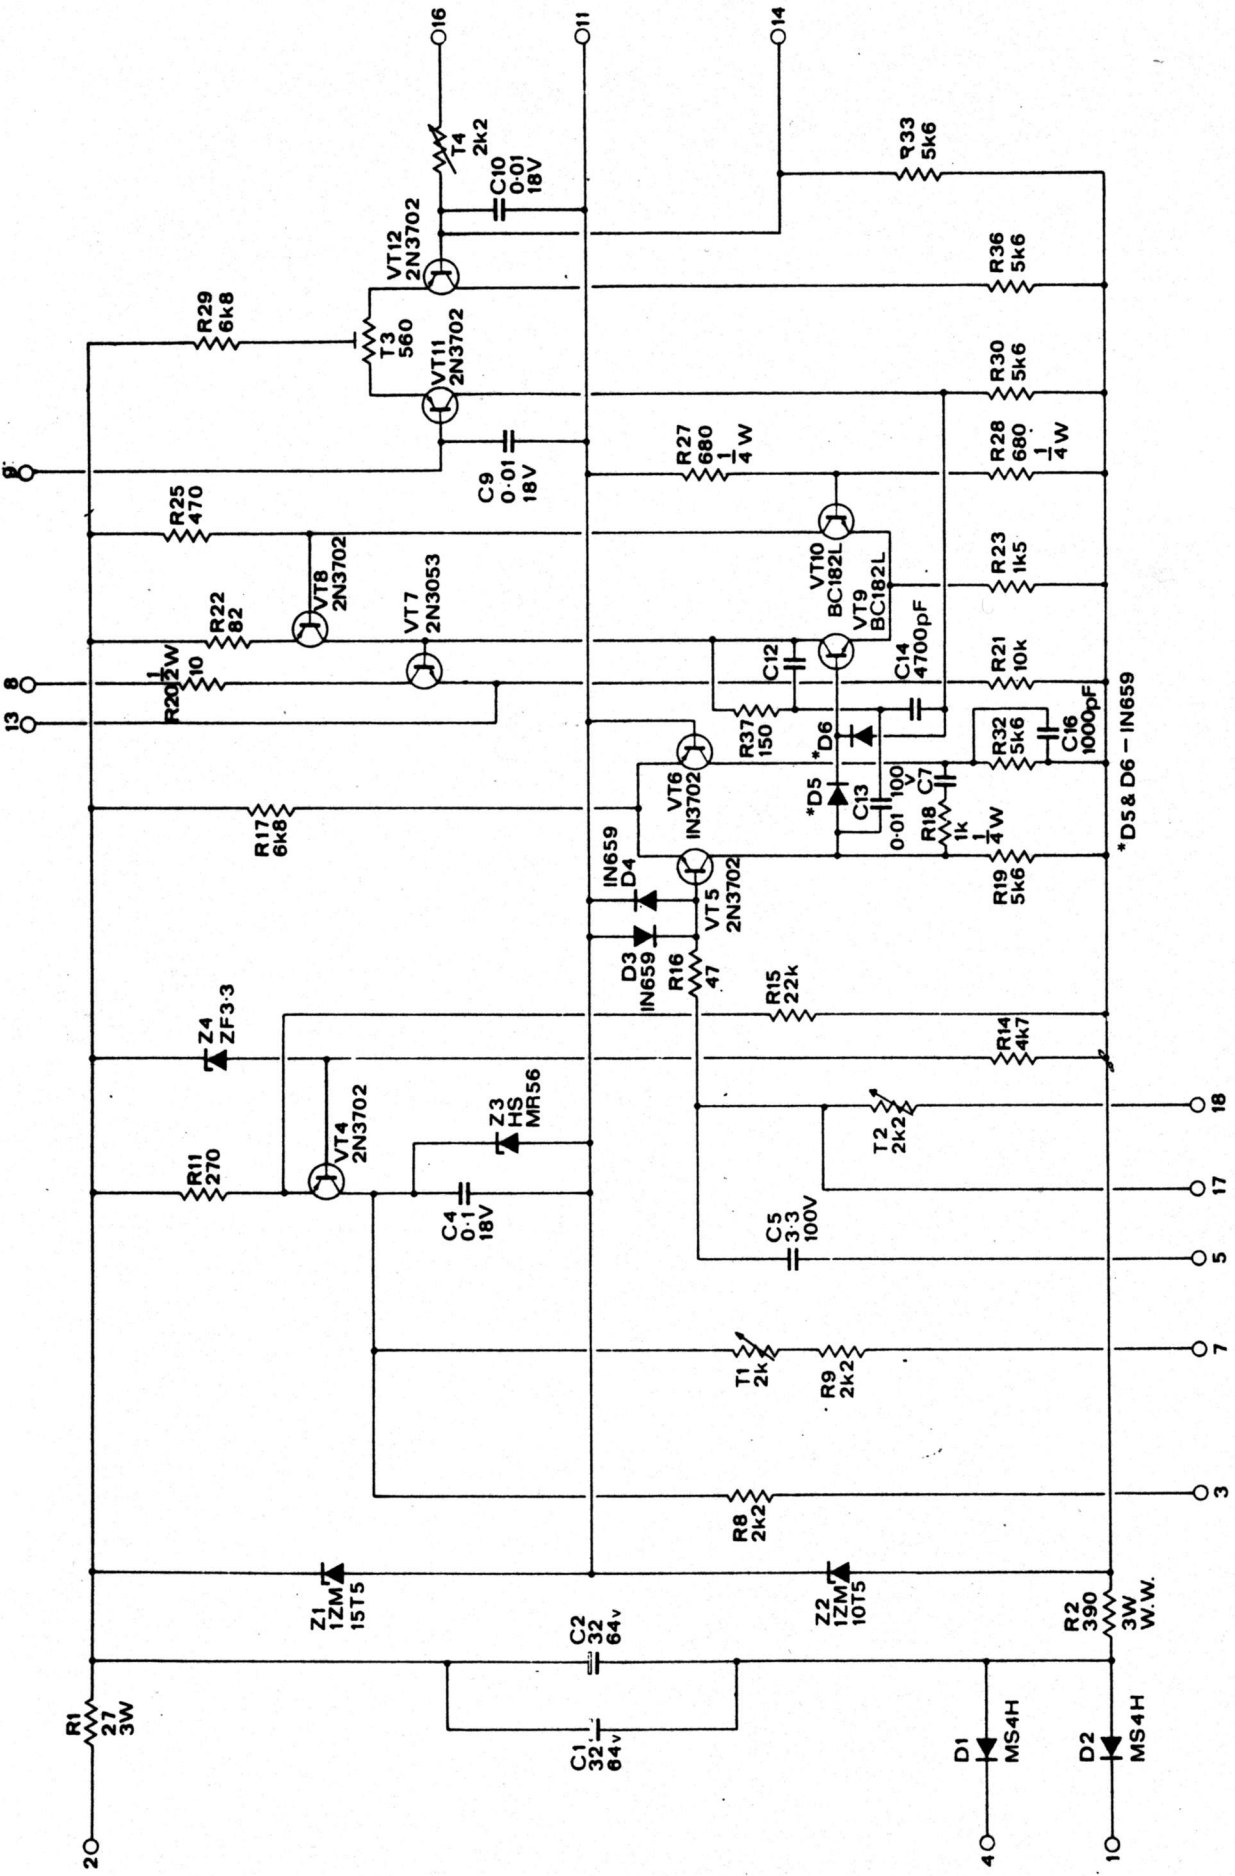 2
R1
27
3W
C1
32
64v
C2
32
64v
4
D1
MS4H
1
D2
MS4H
R2
390
3W
W.W.
Z1
1ZM
15T5
Z2
1ZM
10T5
R8
2k2
3
T1
2k
R9
2k2
7
C5
3·3
100V
5
17
T2
2k2
18
R11
270
VT4
2N3702
C4
0·1
18V
Z3
HS
MR56
Z4
ZF3·3
R14
4k7
R15
22k
R16
47
D3
IN659
IN659
D4
VT5
2N3702
R17
6k8
VT6
IN3702
R19
5k6
R18
1k
1/4W
C7
C13
0·01
100
v
*D5
*D6
R37
150
C12
C14
4700pF
R32
5k6
C16
1000pF
13
8
R20
1/2W
10
R22
82
VT8
2N3702
VT7
2N3053
R25
470
VT10
BC182L
VT9
BC182L
R21
10k
R23
1k5
R27
680
1/4W
R28
680
1/4W
C9
0·01
18V
VT11
2N3702
T3
560
R29
6k8
VT12
2N3702
R30
5k6
R36
5k6
C10
0·01
18V
T4
2k2
R33
5k6
16
11
14
*D5 & D6 – IN659